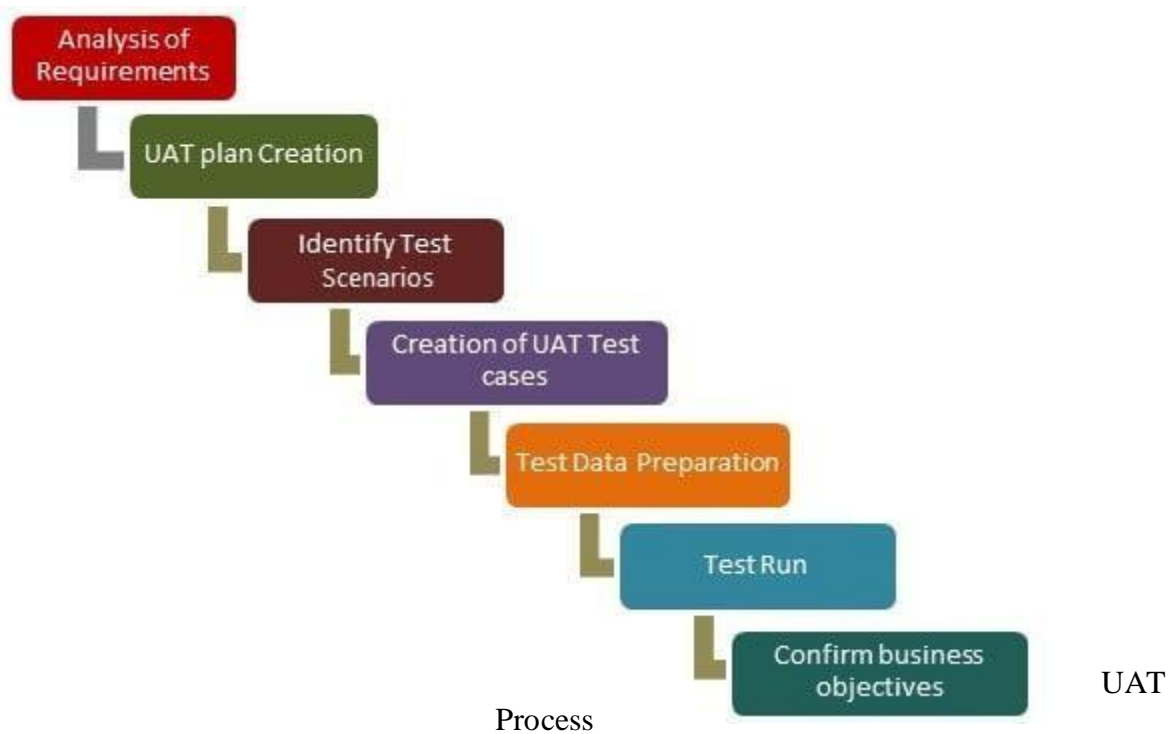 Analysis of
Requirements
UAT plan Creation
Identify Test
Scenarios
Creation of UAT Test
cases
Test Data Preparation
Test Run
Confirm business
objectives
UAT
Process